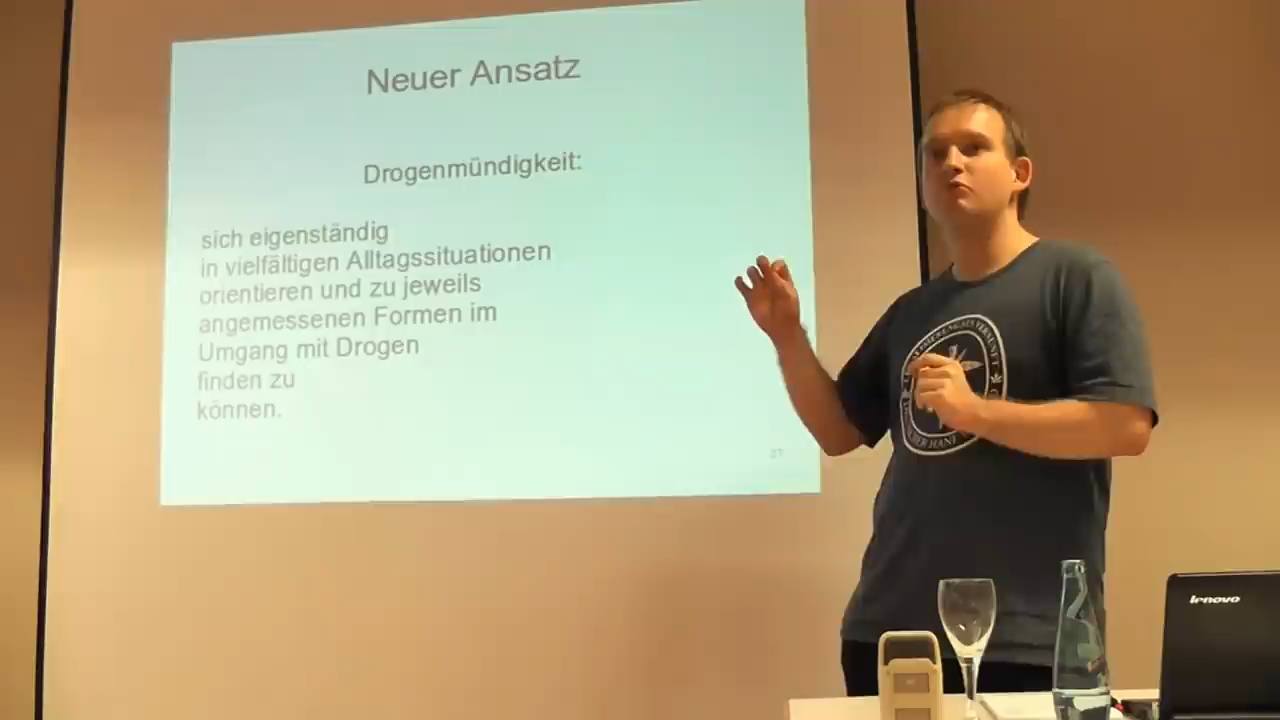 Neuer Ansatz
Drogenmündigkeit:
sich eigenständig
in vielfältigen Alltagssituationen
orientieren und zu jeweils
angemessenen Formen im
Umgang mit Drogen
finden zu
können.
lenovo